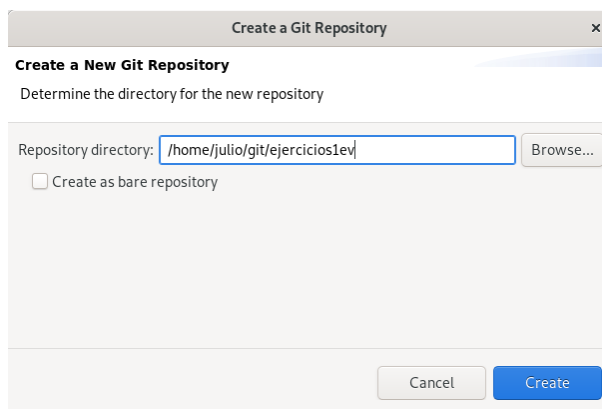 Create a Git Repository
Create a New Git Repository
Determine the directory for the new repository
Repository directory: /home/julio/git/ejercicios1ev Browse...
Create as bare repository
Cancel Create